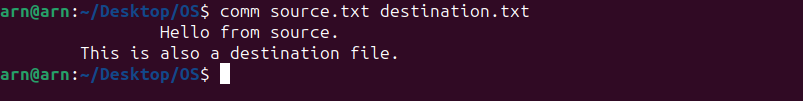 arn@arn:~/Desktop/OS$ comm source.txt destination.txt
                Hello from source.
        This is also a destination file.
arn@arn:~/Desktop/OS$